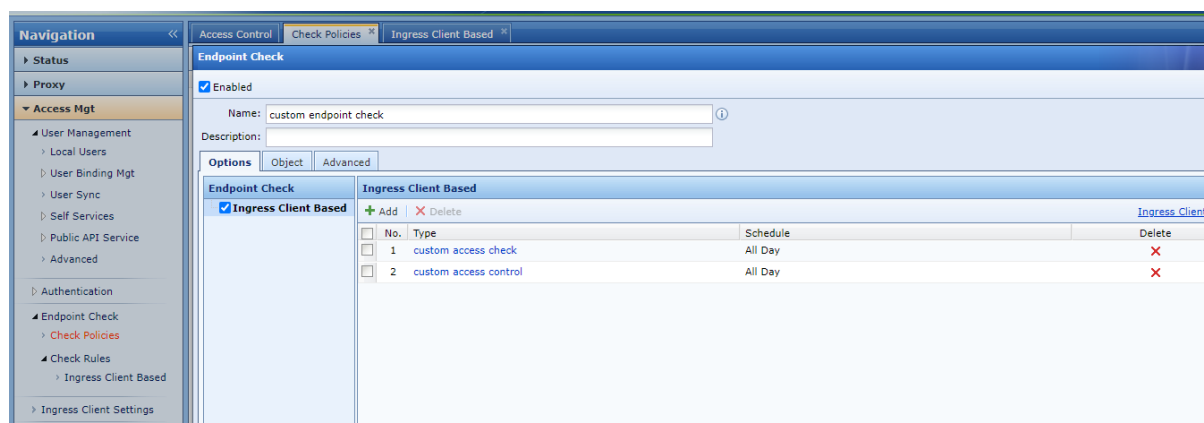 Navigation
Access Control
Check Policies
Ingress Client Based
Status
Proxy
Access Mgt
User Management
Local Users
User Binding Mgt
User Sync
Self Services
Public API Service
Advanced
Authentication
Endpoint Check
Check Policies
Check Rules
Ingress Client Based
Ingress Client Settings
Endpoint Check
Enabled
Name: custom endpoint check
Description:
Options Object Advanced
Endpoint Check
Ingress Client Based
Ingress Client Based
Add Delete Ingress Client
No. Type Schedule Delete
1 custom access check All Day
2 custom access control All Day